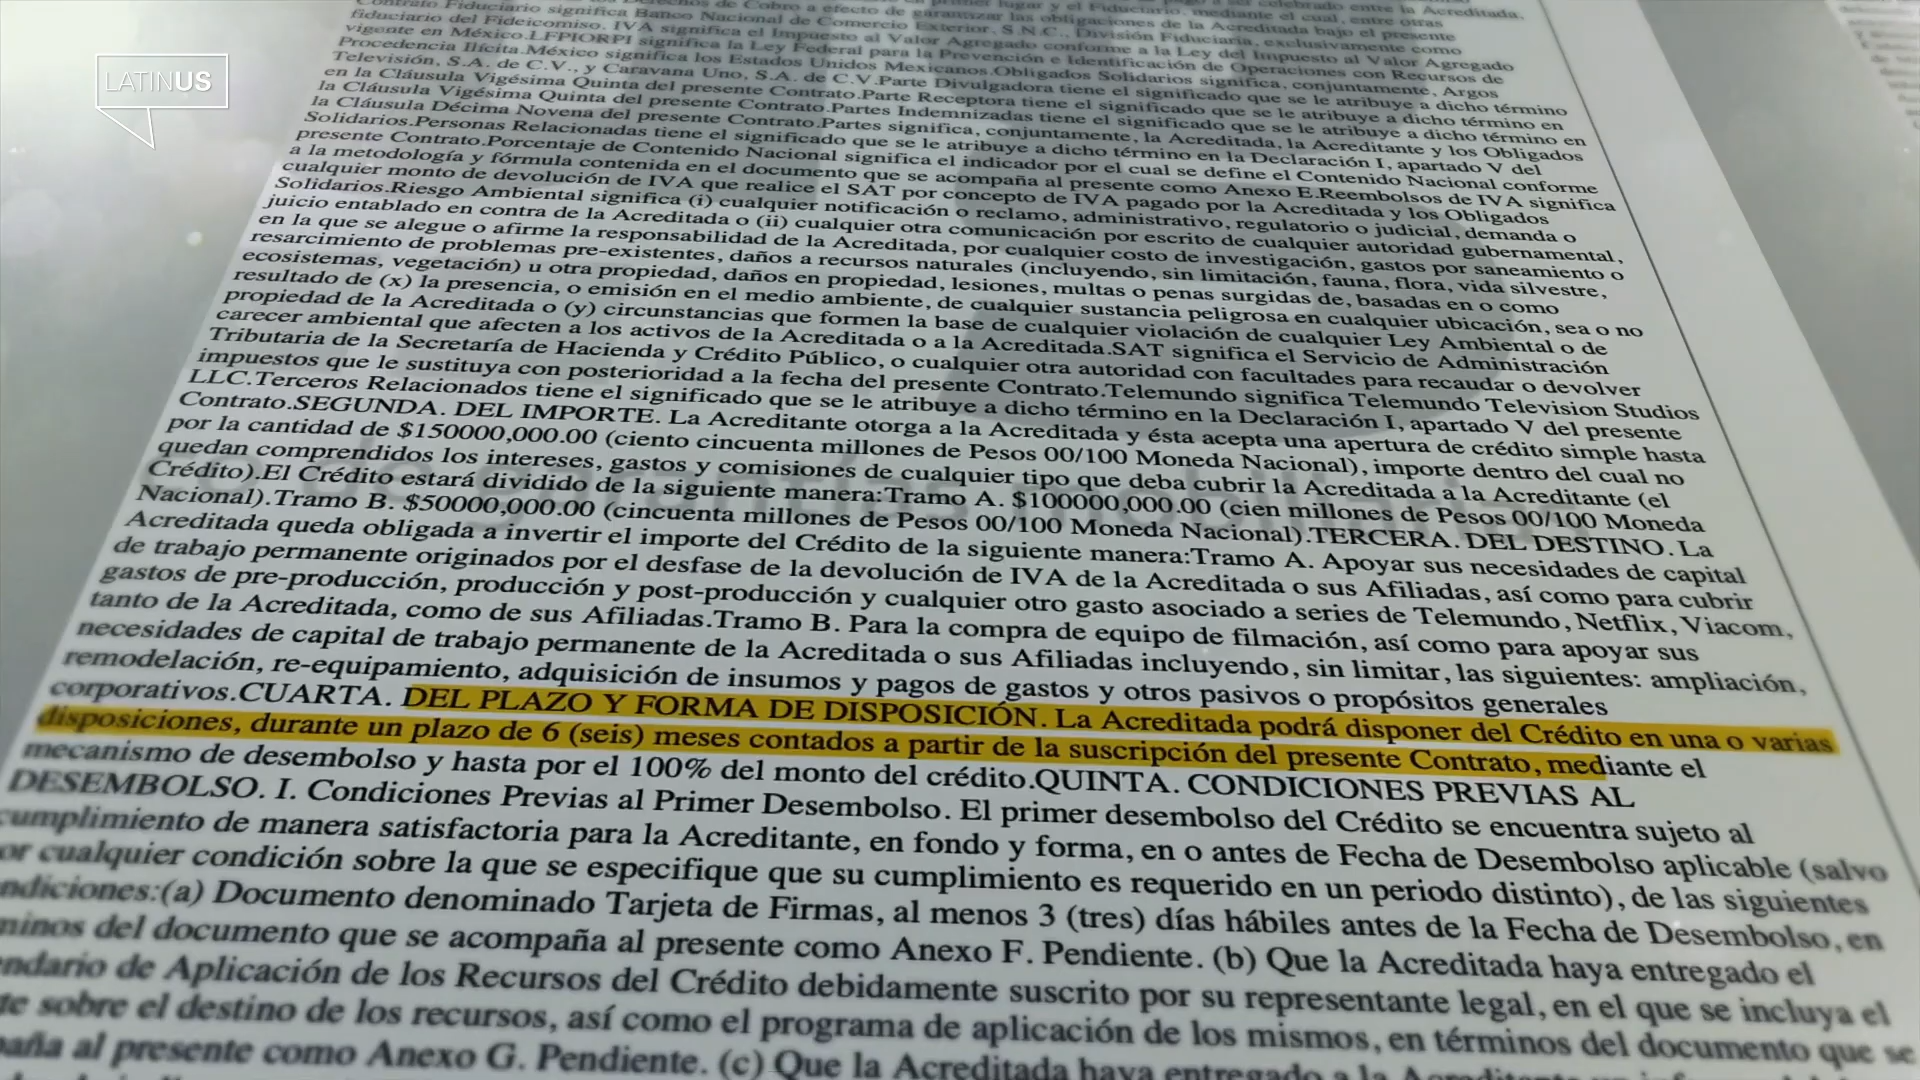 LATINUS
Contrato Fiduciario significa
fiduciario del Fideicomiso. IVA significa el Impuesto al Valor Agregado conforme a la Ley del Impuesto al Valor Agregado
vigente en México.LFPIORPI significa la Ley Federal para la Prevención e Identificación de Operaciones con Recursos de
Procedencia Ilícita.México significa los Estados Unidos Mexicanos.Obligados Solidarios significa, conjuntamente, Argos
Televisión, S.A. de C.V., y Caravana Uno, S.A. de C.V.Parte Divulgadora tiene el significado que se le atribuye a dicho término
en la Cláusula Vigésima Quinta del presente Contrato.Parte Receptora tiene el significado que se le atribuye a dicho término en
la Cláusula Vigésima Quinta del presente Contrato.Partes Indemnizadas tiene el significado que se le atribuye a dicho término en
la Cláusula Décima Novena del presente Contrato.Partes significa, conjuntamente, la Acreditada, la Acreditante y los Obligados
Solidarios.Personas Relacionadas tiene el significado que se le atribuye a dicho término en la Declaración I, apartado V del
presente Contrato.Porcentaje de Contenido Nacional significa el indicador por el cual se define el Contenido Nacional conforme
a la metodología y fórmula contenida en el documento que se acompaña al presente como Anexo E.Reembolsos de IVA significa
cualquier monto de devolución de IVA que realice el SAT por concepto de IVA pagado por la Acreditada y los Obligados
Solidarios.Riesgo Ambiental significa (i) cualquier notificación o reclamo, administrativo, regulatorio o judicial, demanda o
juicio entablado en contra de la Acreditada o (ii) cualquier otra comunicación por escrito de cualquier autoridad gubernamental,
en la que se alegue o afirme la responsabilidad de la Acreditada, por cualquier costo de investigación, gastos por saneamiento o
resarcimiento de problemas pre-existentes, daños a recursos naturales (incluyendo, sin limitación, fauna, flora, vida silvestre,
ecosistemas, vegetación) u otra propiedad, daños en propiedad, lesiones, multas o penas surgidas de, basadas en o como
resultado de (x) la presencia, o emisión en el medio ambiente, de cualquier sustancia peligrosa en cualquier ubicación, sea o no
propiedad de la Acreditada o (y) circunstancias que formen la base de cualquier violación de cualquier Ley Ambiental o de
carecer ambiental que afecten a los activos de la Acreditada o a la Acreditada.SAT significa el Servicio de Administración
Tributaria de la Secretaría de Hacienda y Crédito Público, o cualquier otra autoridad con facultades para recaudar o devolver
impuestos que le sustituya con posterioridad a la fecha del presente Contrato.Telemundo significa Telemundo Television Studios
LLC.Terceros Relacionados tiene el significado que se le atribuye a dicho término en la Declaración I, apartado V del presente
Contrato.SEGUNDA. DEL IMPORTE. La Acreditante otorga a la Acreditada y ésta acepta una apertura de crédito simple hasta
por la cantidad de $150000,000.00 (ciento cincuenta millones de Pesos 00/100 Moneda Nacional), importe dentro del cual no
quedan comprendidos los intereses, gastos y comisiones de cualquier tipo que deba cubrir la Acreditada a la Acreditante (el
Crédito).El Crédito estará dividido de la siguiente manera:Tramo A. $100000,000.00 (cien millones de Pesos 00/100 Moneda
Nacional).Tramo B. $50000,000.00 (cincuenta millones de Pesos 00/100 Moneda Nacional).TERCERA. DEL DESTINO. La
Acreditada queda obligada a invertir el importe del Crédito de la siguiente manera:Tramo A. Apoyar sus necesidades de capital
de trabajo permanente originados por el desfase de la devolución de IVA de la Acreditada o sus Afiliadas, así como para cubrir
gastos de pre-producción, producción y post-producción y cualquier otro gasto asociado a series de Telemundo, Netflix, Viacom,
tanto de la Acreditada, como de sus Afiliadas.Tramo B. Para la compra de equipo de filmación, así como para apoyar sus
necesidades de capital de trabajo permanente de la Acreditada o sus Afiliadas incluyendo, sin limitar, las siguientes: ampliación,
remodelación, re-equipamiento, adquisición de insumos y pagos de gastos y otros pasivos o propósitos generales
corporativos.CUARTA. DEL PLAZO Y FORMA DE DISPOSICIÓN. La Acreditada podrá disponer del Crédito en una o varias
disposiciones, durante un plazo de 6 (seis) meses contados a partir de la suscripción del presente Contrato, mediante el
mecanismo de desembolso y hasta por el 100% del monto del crédito.QUINTA. CONDICIONES PREVIAS AL
DESEMBOLSO. I. Condiciones Previas al Primer Desembolso. El primer desembolso del Crédito se encuentra sujeto al
cumplimiento de manera satisfactoria para la Acreditante, en fondo y forma, en o antes de Fecha de Desembolso aplicable (salvo
or cualquier condición sobre la que se especifique que su cumplimiento es requerido en un periodo distinto), de las siguientes
ndiciones:(a) Documento denominado Tarjeta de Firmas, al menos 3 (tres) días hábiles antes de la Fecha de Desembolso, en
minos del documento que se acompaña al presente como Anexo F. Pendiente. (b) Que la Acreditada haya entregado el
ndario de Aplicación de los Recursos del Crédito debidamente suscrito por su representante legal, en el que se incluya el
te sobre el destino de los recursos, así como el programa de aplicación de los mismos, en términos del documento que se
paña al presente como Anexo G. Pendiente. (c) Que la Acreditada haya entregado a la Acreditante